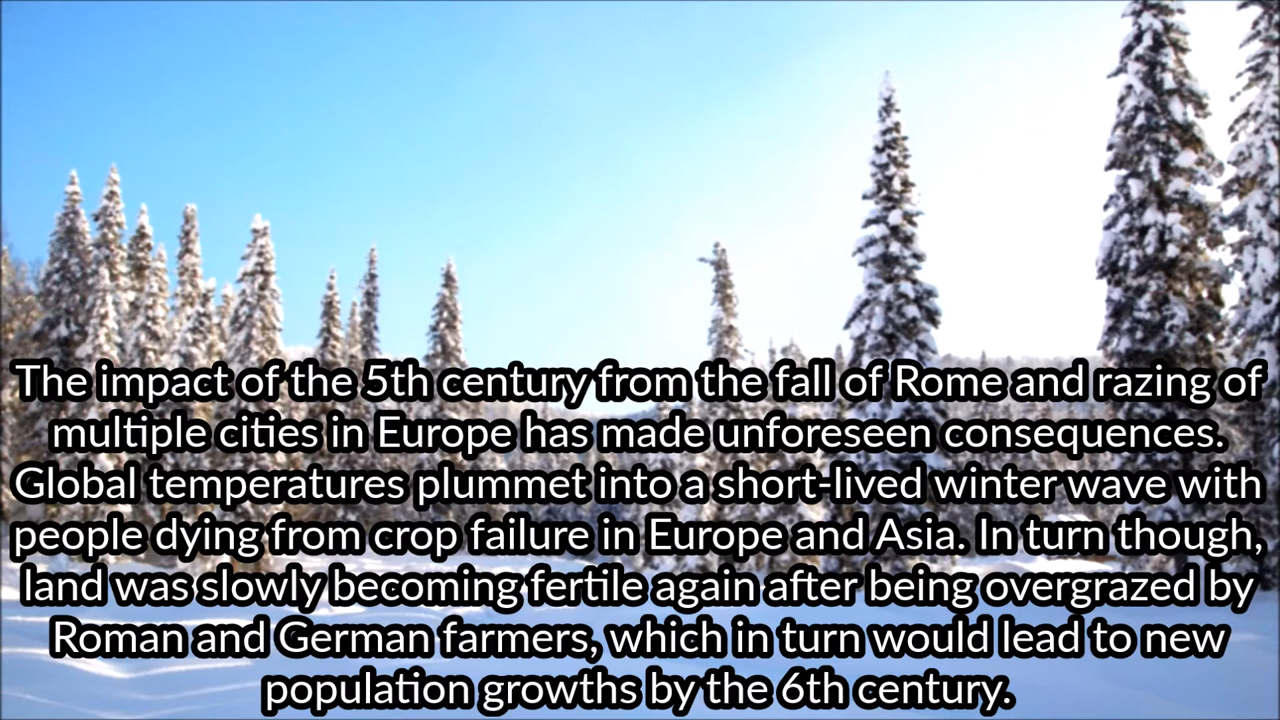 The impact of the 5th century from the fall of Rome and razing of
multiple cities in Europe has made unforeseen consequences.
Global temperatures plummet into a short-lived winter wave with
people dying from crop failure in Europe and Asia. In turn though,
land was slowly becoming fertile again after being overgrazed by
Roman and German farmers, which in turn would lead to new
population growths by the 6th century.